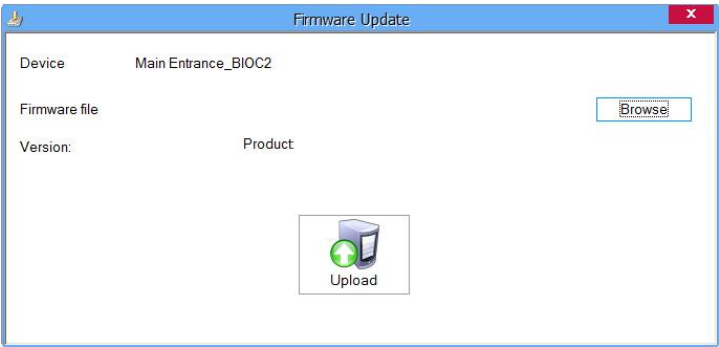 Firmware Update
x
Device Main Entrance_BIOC2
Firmware file Browse
Version: Product:
Upload